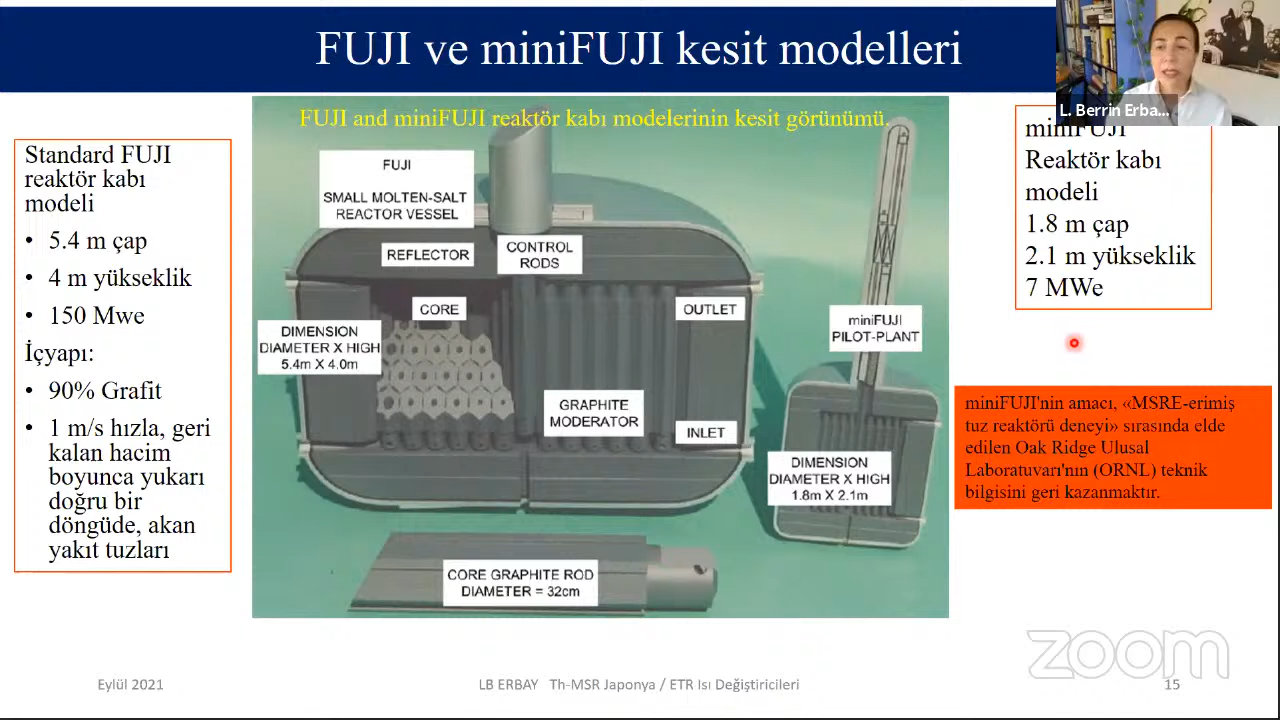 FUJI ve miniFUJI kesit modelleri
L. Berrin Erba...
Standard FUJI
reaktör kabı
modeli
• 5.4 m çap
• 4 m yükseklik
• 150 Mwe
İçyapı:
• 90% Grafit
• 1 m/s hızla, geri
kalan hacim
boyunca yukarı
doğru bir
döngüde, akan
yakıt tuzları
FUJI and miniFUJI reaktör kabı modelerinin kesit görünümü.
FUJI
SMALL MOLTEN-SALT
REACTOR VESSEL
REFLECTOR
CONTROL
RODS
CORE
OUTLET
DIMENSION
DIAMETER X HIGH
5.4m X 4.0m
GRAPHITE
MODERATOR
INLET
miniFUJI
PILOT-PLANT
DIMENSION
DIAMETER X HIGH
1.8m X 2.1m
CORE GRAPHITE ROD
DIAMETER = 32cm
miniFUJI
Reaktör kabı
modeli
1.8 m çap
2.1 m yükseklik
7 MWe
miniFUJI'nin amacı, «MSRE-erimiş
tuz reaktörü deneyi» sırasında elde
edilen Oak Ridge Ulusal
Laboratuvarı'nın (ORNL) teknik
bilgisini geri kazanmaktır.
zoom
Eylül 2021
LB ERBAY Th-MSR Japonya / ETR Isı Değiştiricileri
15